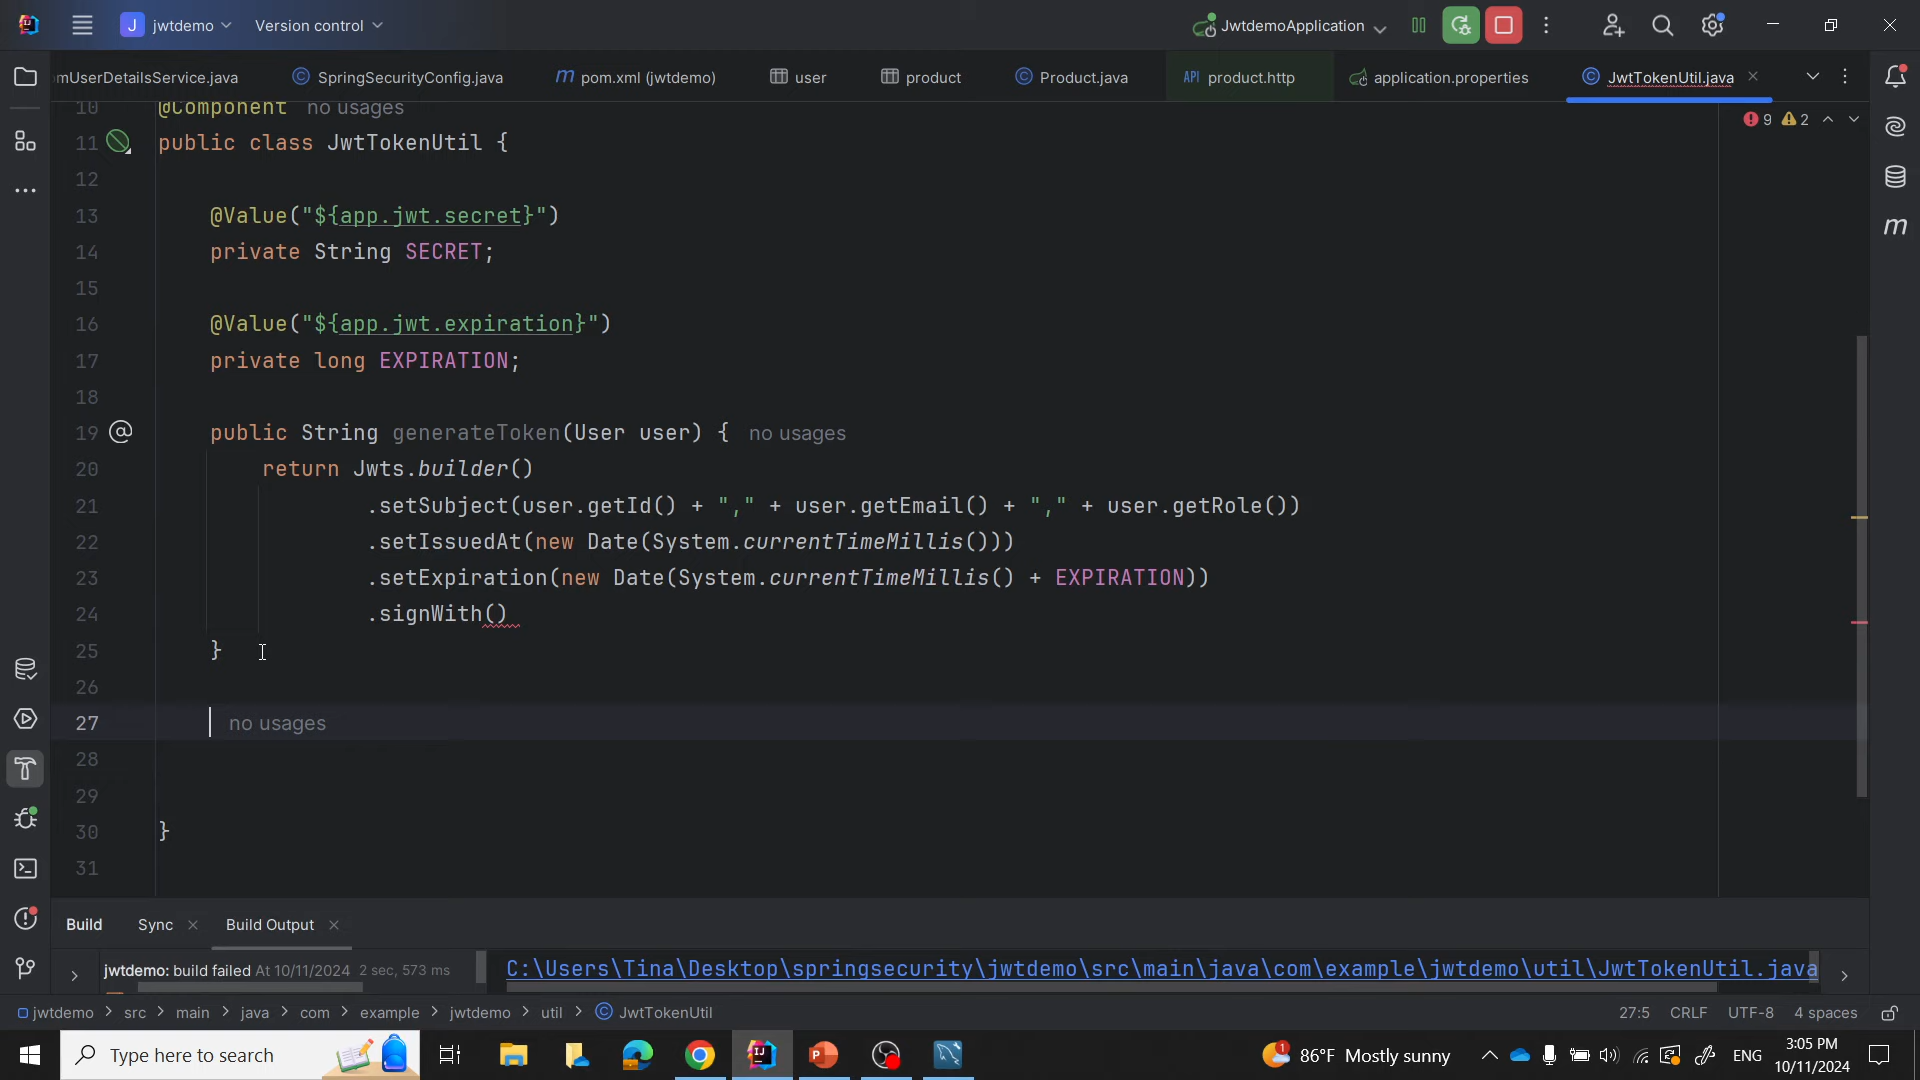 J jwtdemo Version control JwtdemoApplication
mUserDetailsService.java SpringSecurityConfig.java m pom.xml (jwtdemo) user product Product.java API product.http application.properties JwtTokenUtil.java
10 @Component no usages 9 2
11 public class JwtTokenUtil {
12
13 @Value("${app.jwt.secret}")
14 private String SECRET;
15
16 @Value("${app.jwt.expiration}")
17 private long EXPIRATION;
18
19 public String generateToken(User user) { no usages
20 return Jwts.builder()
21 .setSubject(user.getId() + "," + user.getEmail() + "," + user.getRole())
22 .setIssuedAt(new Date(System.currentTimeMillis()))
23 .setExpiration(new Date(System.currentTimeMillis() + EXPIRATION))
24 .signWith()
25 }
26
27 no usages
28
29
30 }
31
Build Sync Build Output
jwtdemo: build failed At 10/11/2024 2 sec, 573 ms C:\Users\Tina\Desktop\springsecurity\jwtdemo\src\main\java\com\example\jwtdemo\util\JwtTokenUtil.java
jwtdemo > src > main > java > com > example > jwtdemo > util > JwtTokenUtil 27:5 CRLF UTF-8 4 spaces
Type here to search 1 86°F Mostly sunny ENG 3:05 PM
10/11/2024